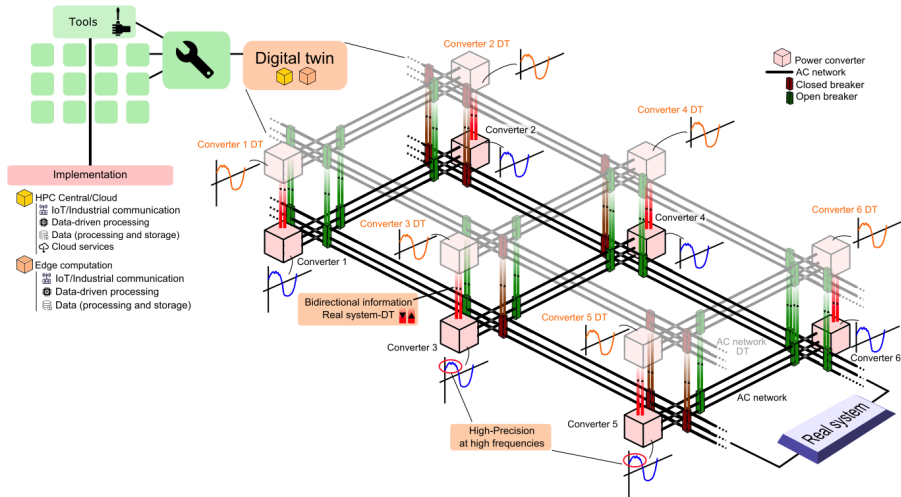 Tools
Digital twin
Implementation
HPC Central/Cloud
IoT/Industrial communication
Data-driven processing
Data (processing and storage)
Cloud services
Edge computation
IoT/Industrial communication
Data-driven processing
Data (processing and storage)
Converter 2 DT
Power converter
AC network
Closed breaker
Open breaker
Converter 4 DT
Converter 2
Converter 1 DT
Converter 6 DT
Converter 3 DT
Converter 4
Converter 1
Bidirectional information
Real system-DT
Converter 5 DT
AC network
DT
Converter 3
Converter 6
AC network
Converter 5
High-Precision
at high frequencies
Real system